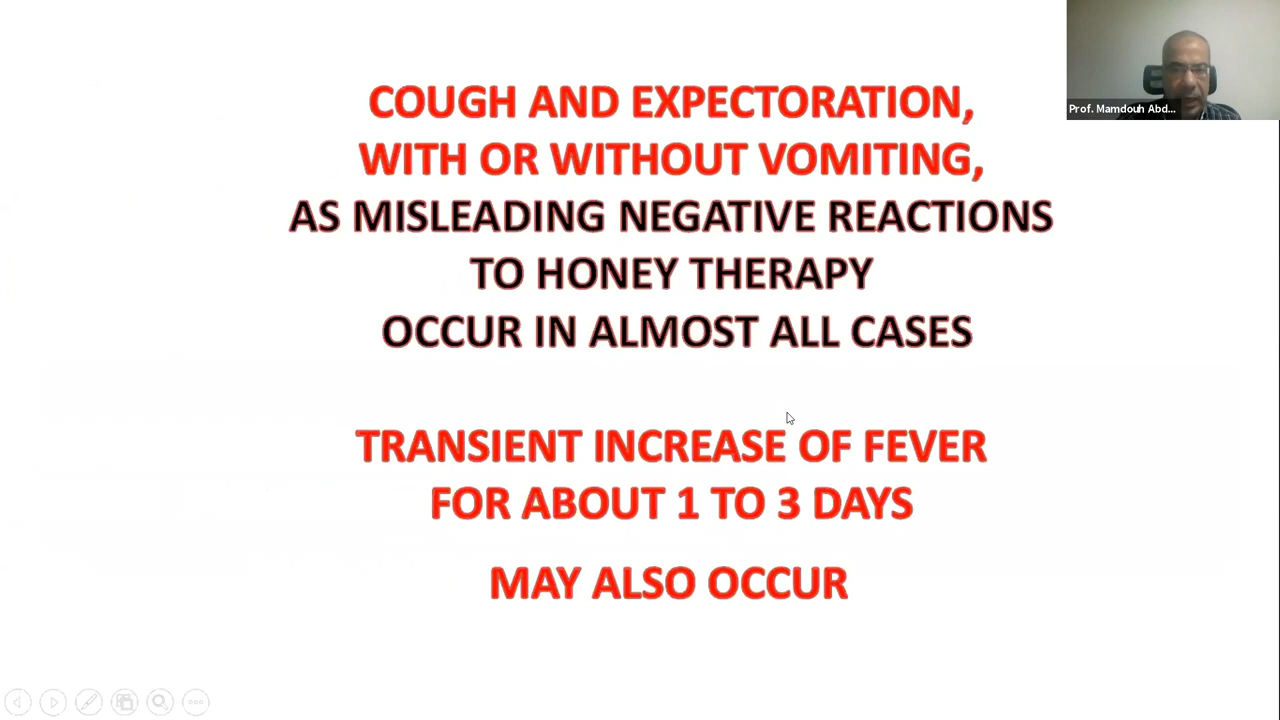 Prof. Mamdouh Abd...
COUGH AND EXPECTORATION,
WITH OR WITHOUT VOMITING,
AS MISLEADING NEGATIVE REACTIONS
TO HONEY THERAPY
OCCUR IN ALMOST ALL CASES
TRANSIENT INCREASE OF FEVER
FOR ABOUT 1 TO 3 DAYS
MAY ALSO OCCUR